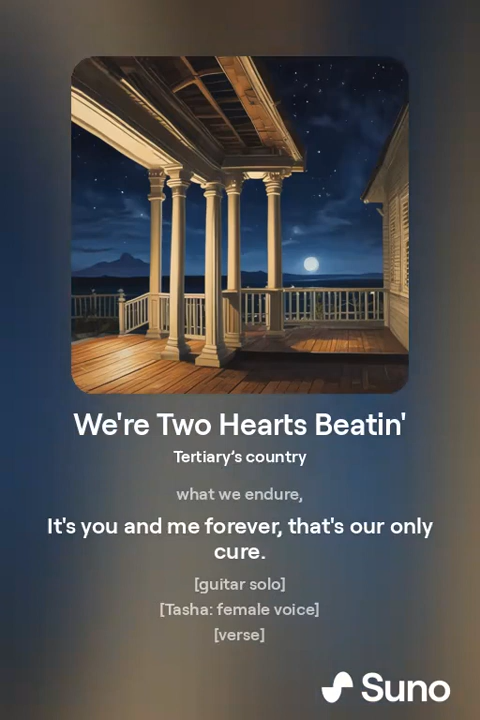 We're Two Hearts Beatin'
Tertiary's country
what we endure,
It's you and me forever, that's our only
cure.
[guitar solo]
[Tasha: female voice]
[verse]
Suno